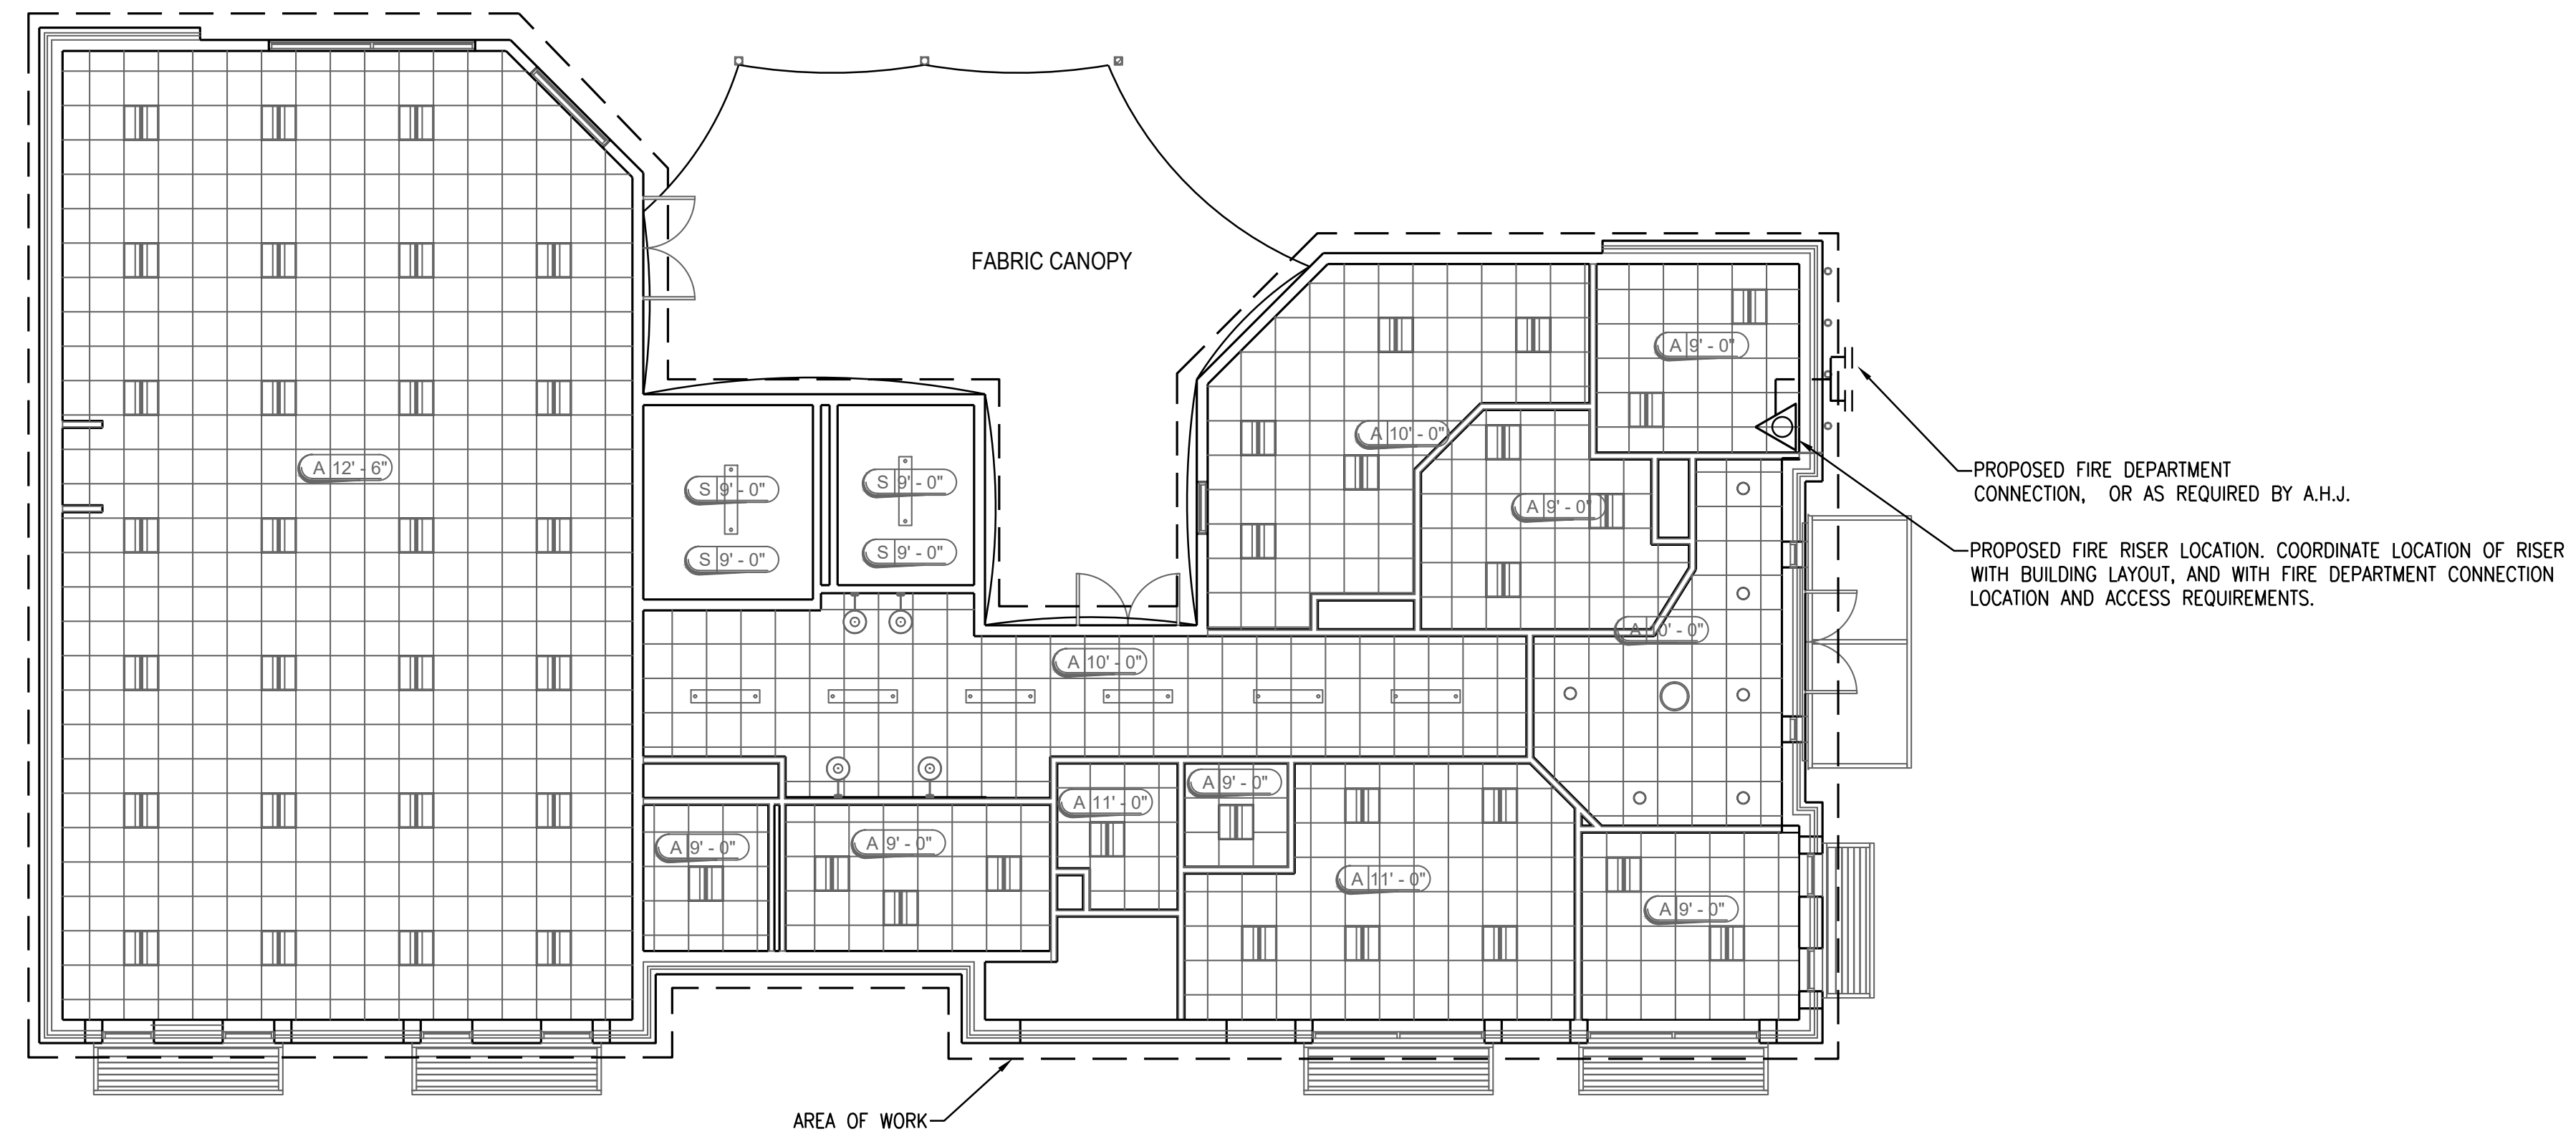 FABRIC CANOPY
A 9' - 0"
A 10' - 0"
A 12' - 6"
PROPOSED FIRE DEPARTMENT
CONNECTION, OR AS REQUIRED BY A.H.J.
S 9' - 0"
S 9' - 0"
A 9' - 0"
S 9' - 0"
S 9' - 0"
PROPOSED FIRE RISER LOCATION. COORDINATE LOCATION OF RISER
WITH BUILDING LAYOUT, AND WITH FIRE DEPARTMENT CONNECTION
LOCATION AND ACCESS REQUIREMENTS.
A 10' - 0"
A 10' - 0"
A 9' - 0"
A 11' - 0"
A 9' - 0"
A 9' - 0"
A 11' - 0"
A 9' - 0"
AREA OF WORK